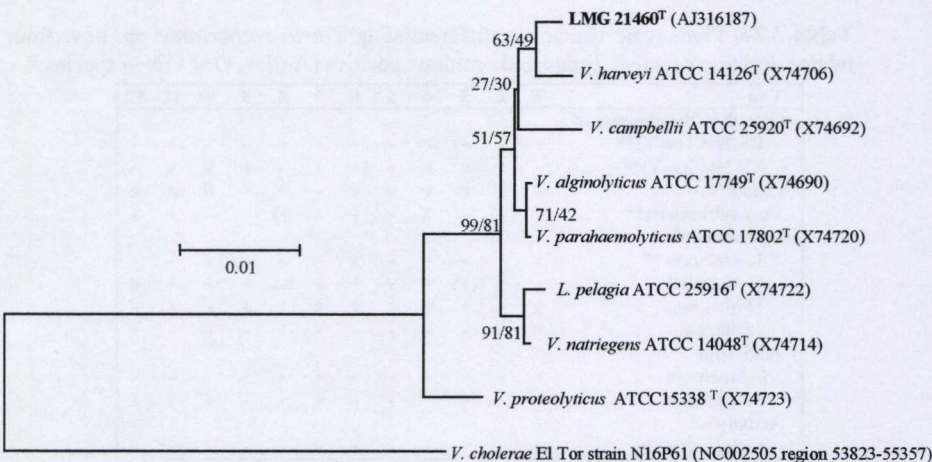 LMG 21460ᵀ (AJ316187)
63/49
V. harveyi ATCC 14126ᵀ (X74706)
27/30
V. campbellii ATCC 25920ᵀ (X74692)
51/57
V. alginolyticus ATCC 17749ᵀ (X74690)
71/42
99/81
V. parahaemolyticus ATCC 17802ᵀ (X74720)
0.01
L. pelagia ATCC 25916ᵀ (X74722)
91/81
V. natriegens ATCC 14048ᵀ (X74714)
V. proteolyticus ATCC15338 ᵀ (X74723)
V. cholerae El Tor strain N16P61 (NC002505 region 53823-55357)